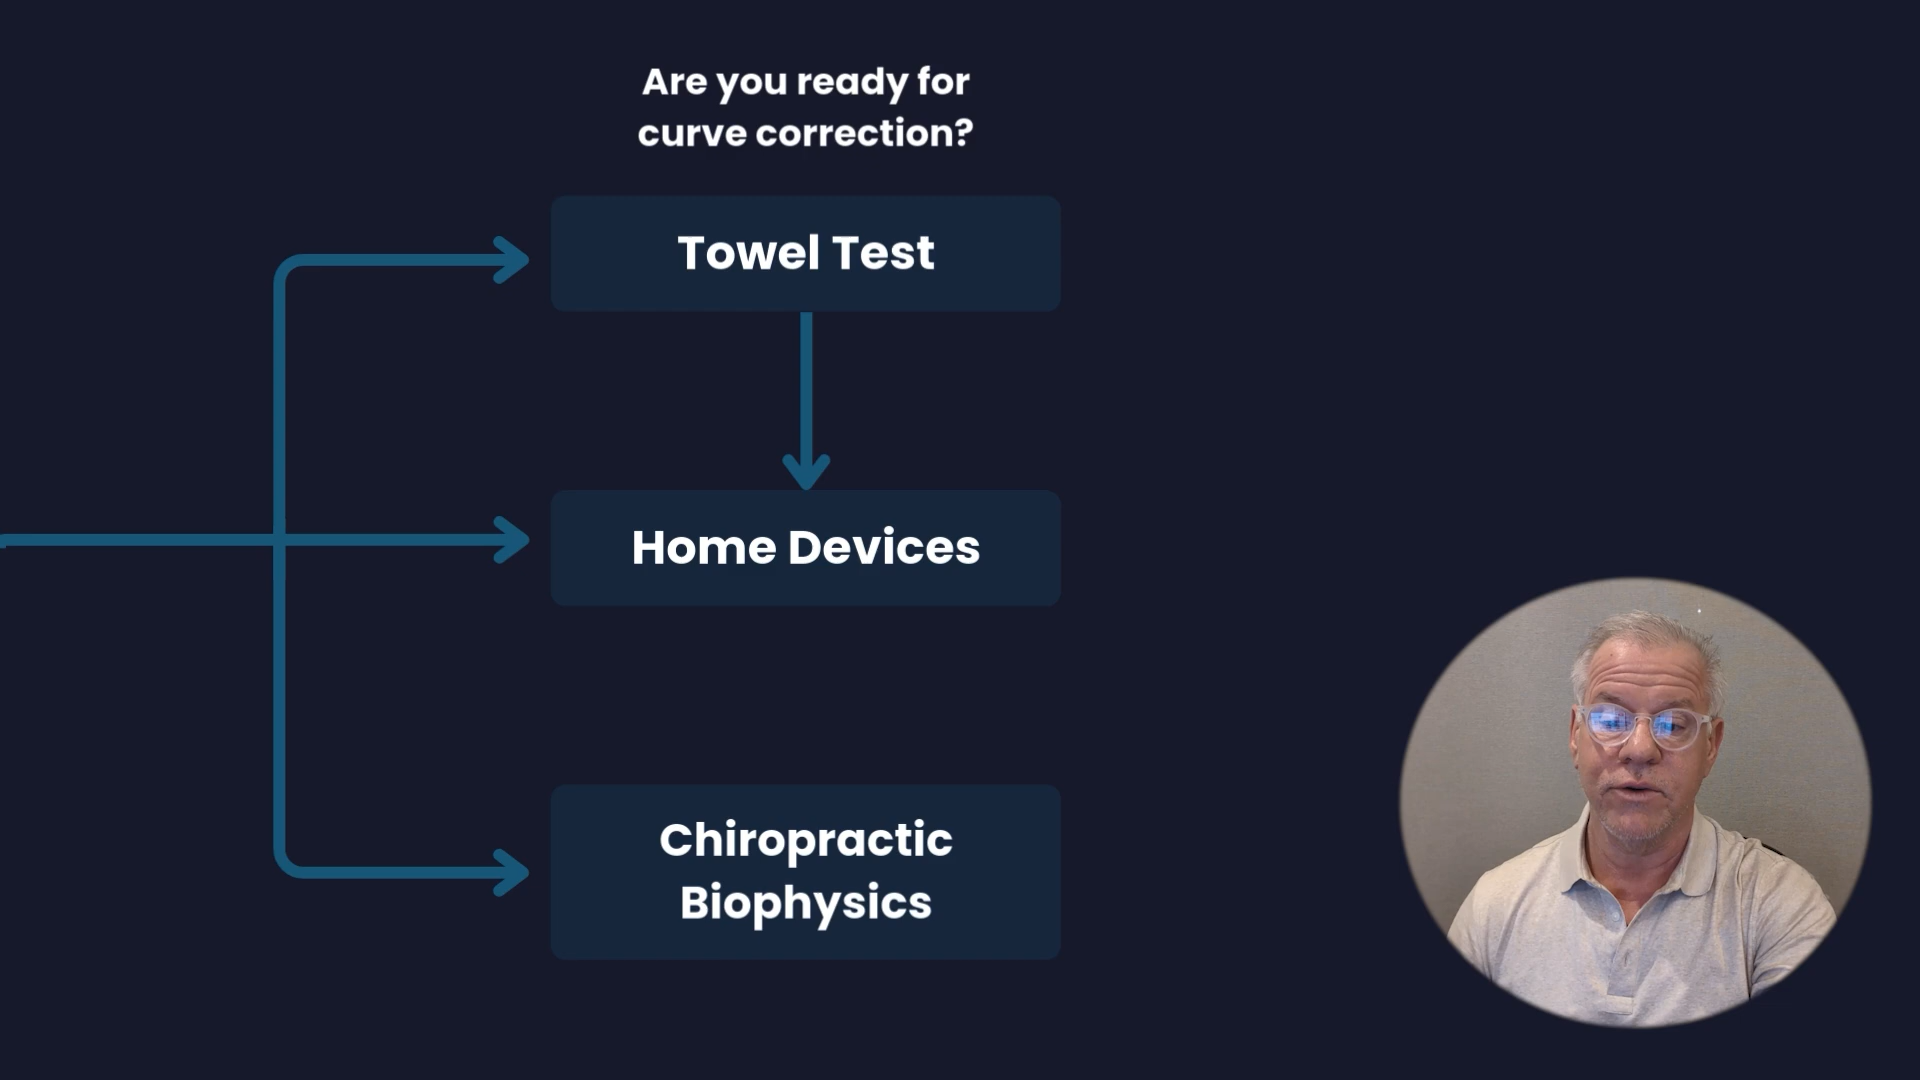 Are you ready for
curve correction?
Towel Test
Home Devices
Chiropractic
Biophysics